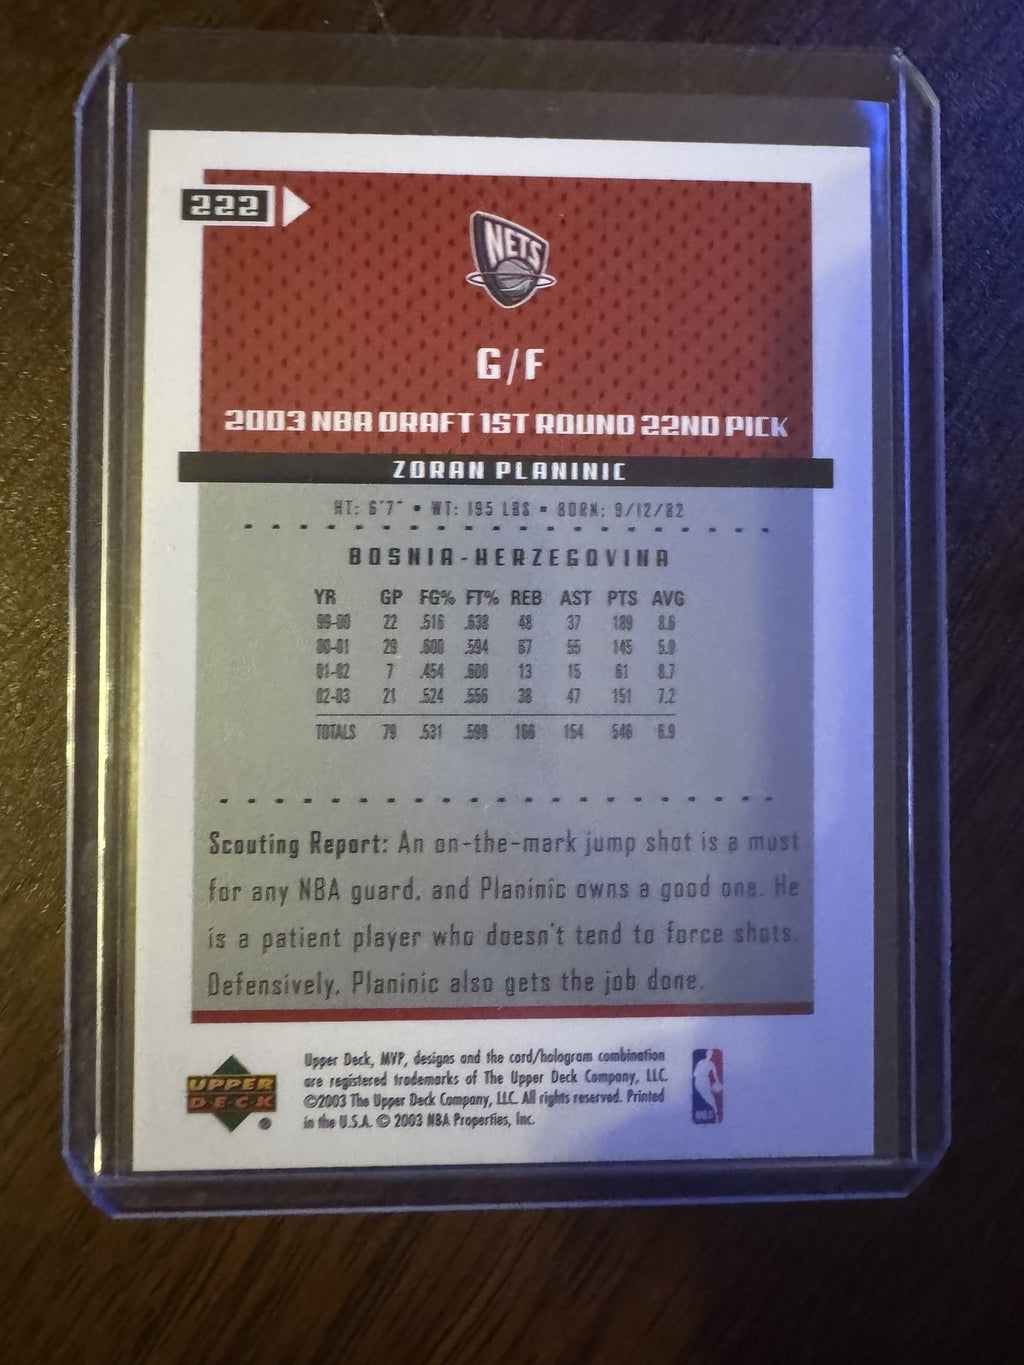 222
NETS
G/F
2003 NBA DRAFT 1ST ROUND 22ND PICK
ZORAN PLANINIC
HT: 6'7" • WT: 195 LBS • BORN: 9/12/82
BOSNIA-HERZEGOVINA
YR GP FG% FT% REB AST PTS AVG
99-00 22 .516 .638 48 37 189 8.6
00-01 29 .600 .594 67 55 145 5.0
01-02 7 .454 .600 13 15 61 8.7
02-03 21 .524 .556 38 47 151 7.2
TOTALS 79 .531 .598 166 154 546 6.9
Scouting Report: An on-the-mark jump shot is a must
for any NBA guard, and Planinic owns a good one. He
is a patient player who doesn't tend to force shots.
Defensively, Planinic also gets the job done.
UPPER
DECK
Upper Deck, MVP, designs and the card/hologram combination
are registered trademarks of The Upper Deck Company, LLC.
©2003 The Upper Deck Company, LLC. All rights reserved. Printed
in the U.S.A. © 2003 NBA Properties, Inc.